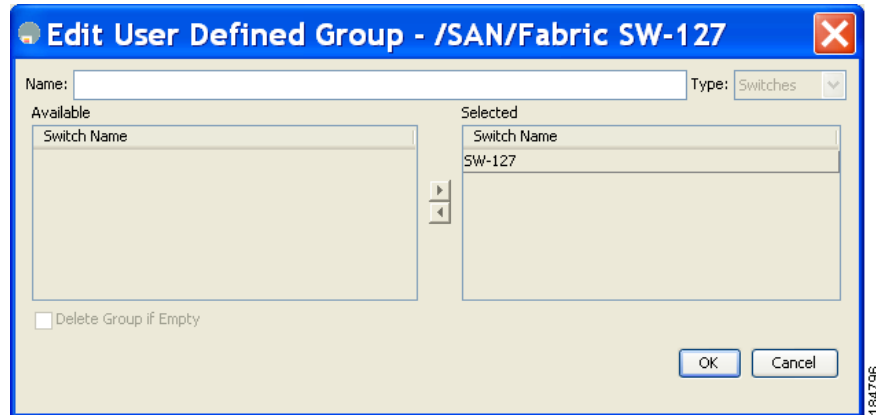 Edit User Defined Group - /SAN/Fabric SW-127
Name: Type: Switches
Available Selected
Switch Name Switch Name
SW-127
Delete Group if Empty
OK Cancel
184796